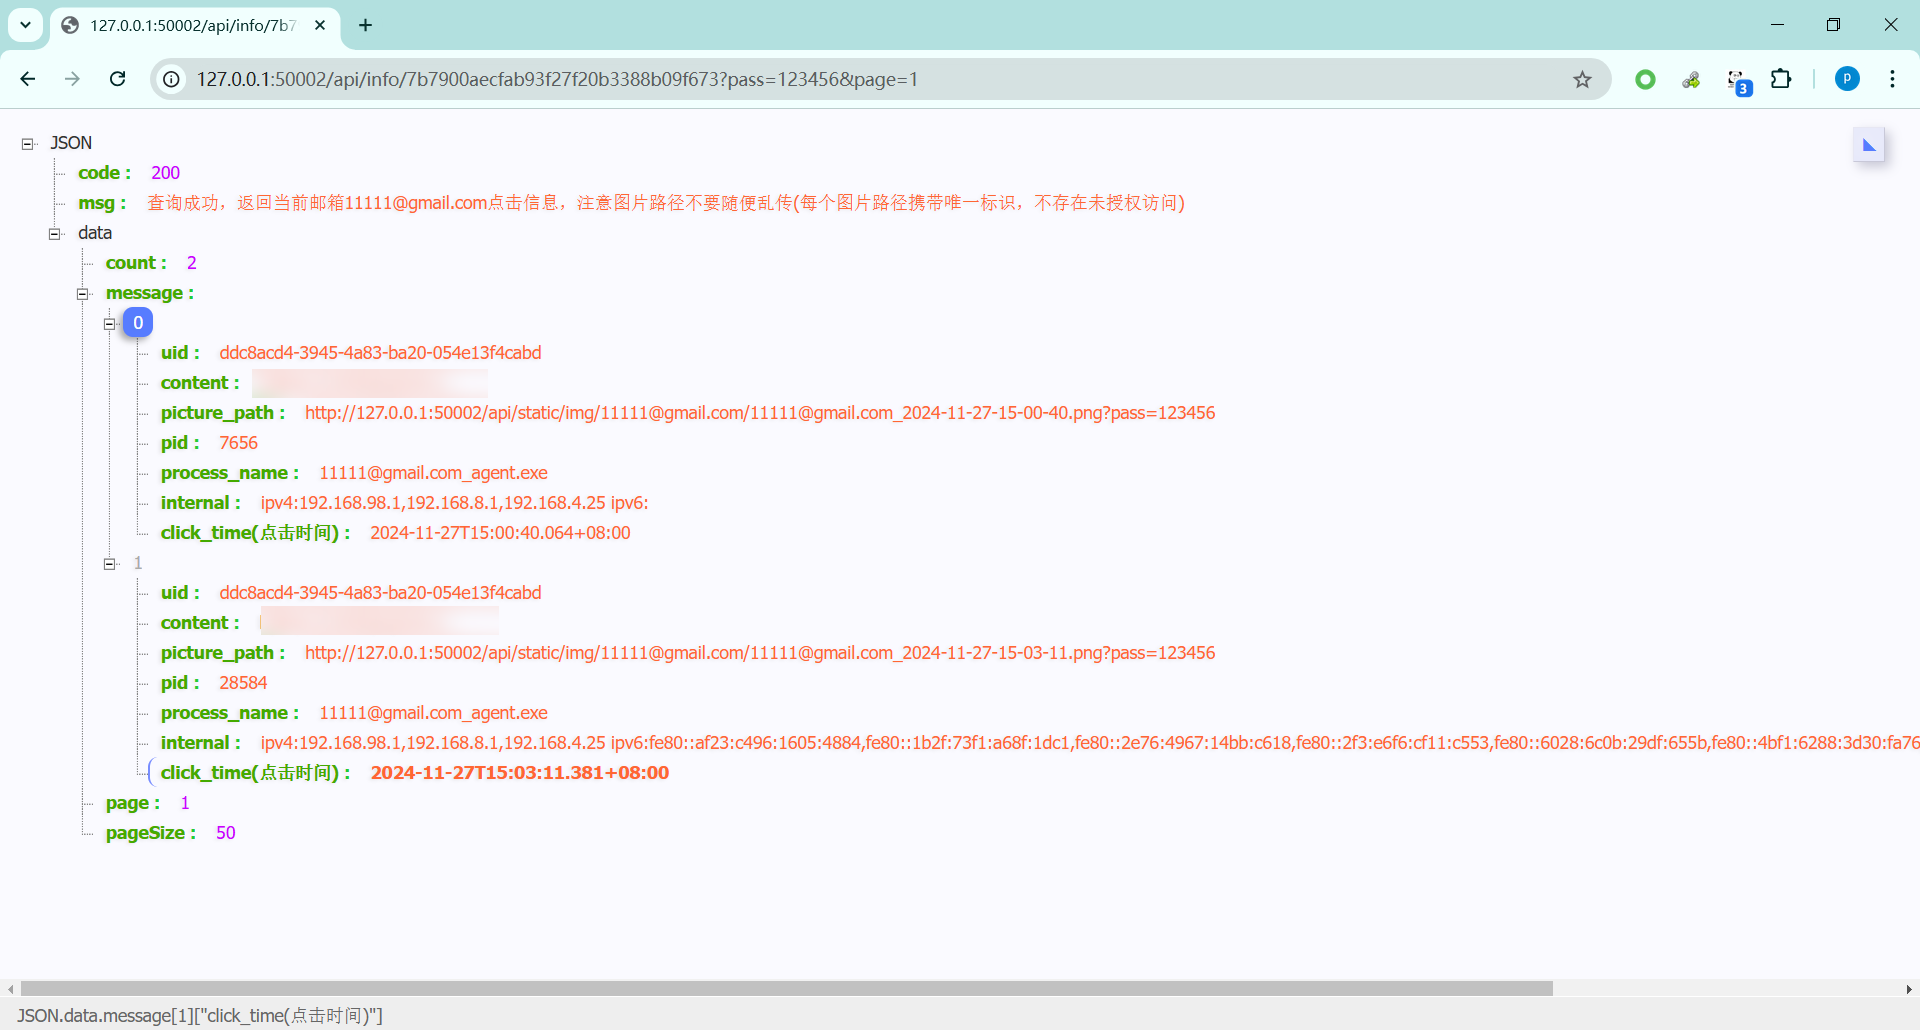 127.0.0.1:50002/api/info/7b7
127.0.0.1:50002/api/info/7b7900aecfab93f27f20b3388b09f673?pass=123456&page=1
3
P
JSON
code : 200
msg : 查询成功，返回当前邮箱11111@gmail.com点击信息，注意图片路径不要随便乱传(每个图片路径携带唯一标识，不存在未授权访问)
data
count : 2
message :
0
uid : ddc8acd4-3945-4a83-ba20-054e13f4cabd
content :
picture_path : http://127.0.0.1:50002/api/static/img/11111@gmail.com/11111@gmail.com_2024-11-27-15-00-40.png?pass=123456
pid : 7656
process_name : 11111@gmail.com_agent.exe
internal : ipv4:192.168.98.1,192.168.8.1,192.168.4.25 ipv6:
click_time(点击时间) : 2024-11-27T15:00:40.064+08:00
1
uid : ddc8acd4-3945-4a83-ba20-054e13f4cabd
content :
picture_path : http://127.0.0.1:50002/api/static/img/11111@gmail.com/11111@gmail.com_2024-11-27-15-03-11.png?pass=123456
pid : 28584
process_name : 11111@gmail.com_agent.exe
internal : ipv4:192.168.98.1,192.168.8.1,192.168.4.25 ipv6:fe80::af23:c496:1605:4884,fe80::1b2f:73f1:a68f:1dc1,fe80::2e76:4967:14bb:c618,fe80::2f3:e6f6:cf11:c553,fe80::6028:6c0b:29df:655b,fe80::4bf1:6288:3d30:fa76
click_time(点击时间) : 2024-11-27T15:03:11.381+08:00
page : 1
pageSize : 50
JSON.data.message[1]["click_time(点击时间)"]